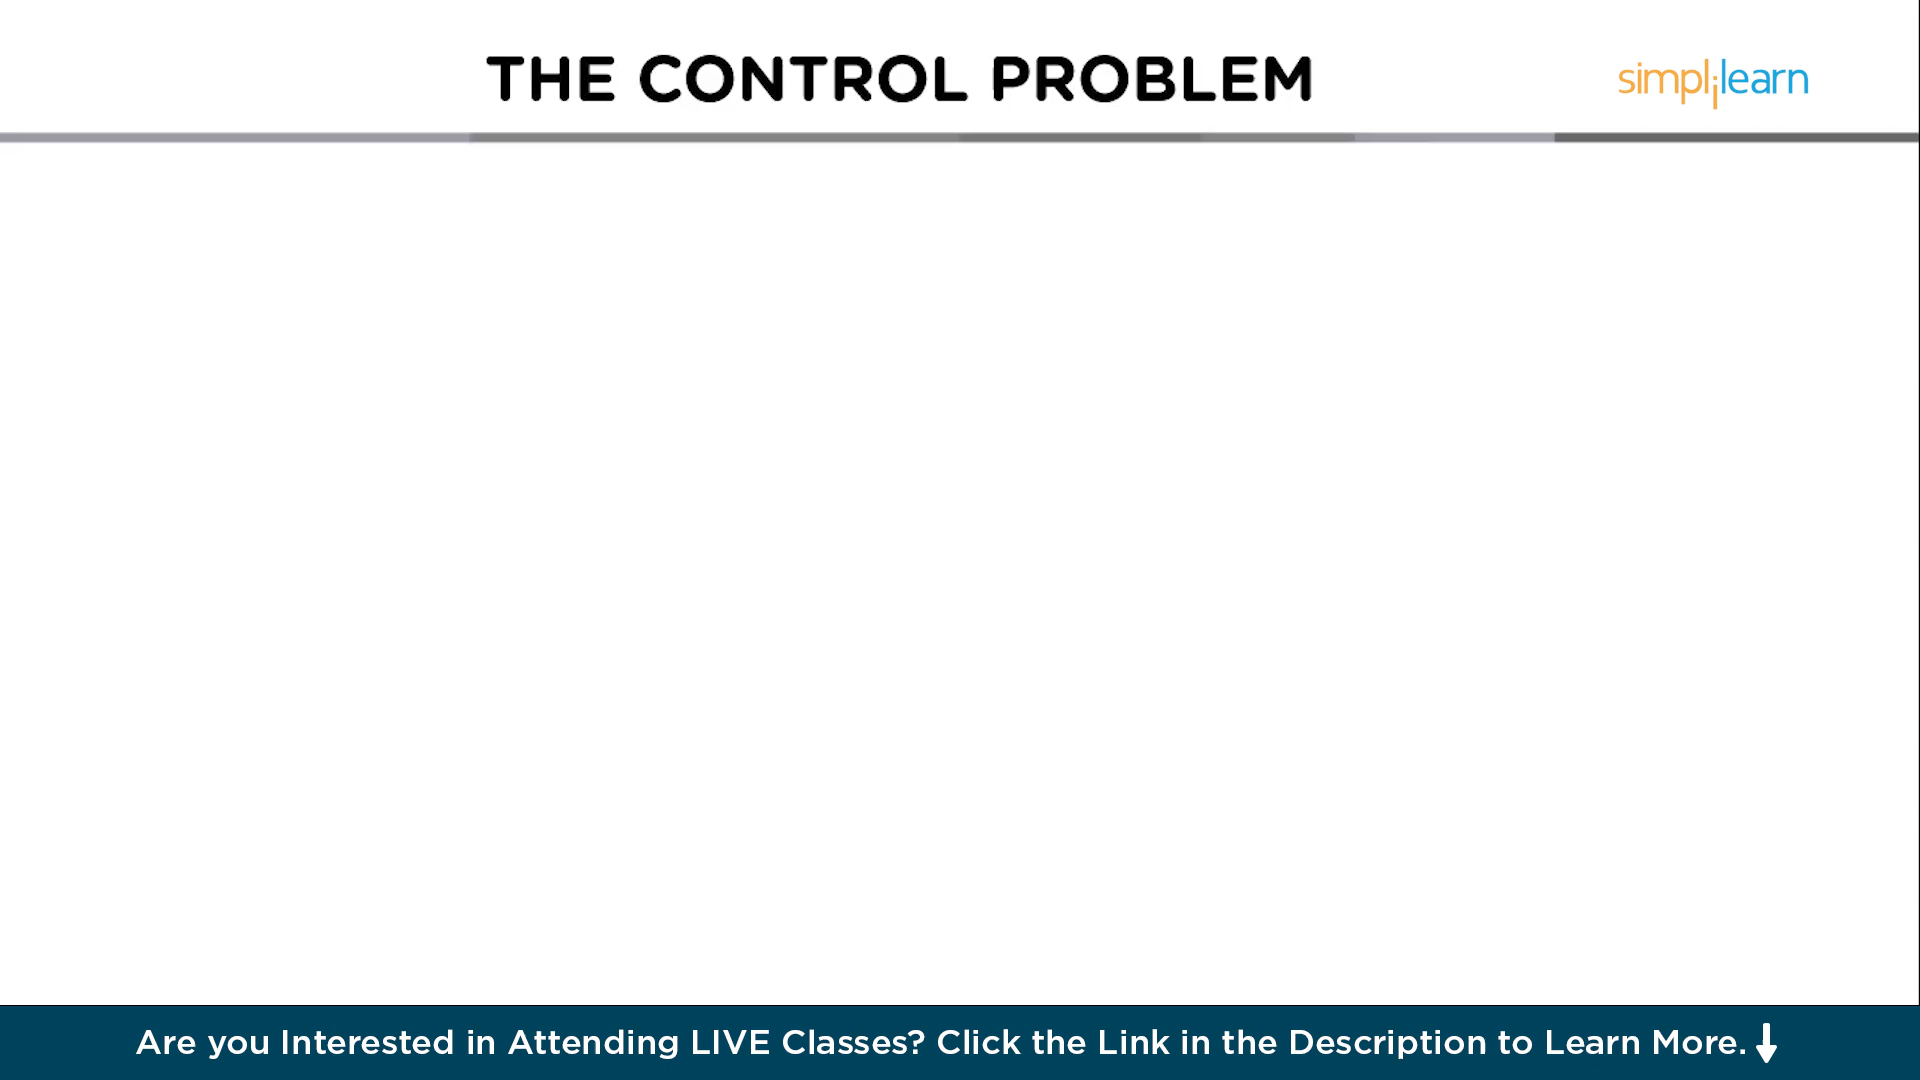 THE CONTROL PROBLEM
simplilearn
Are you Interested in Attending LIVE Classes? Click the Link in the Description to Learn More.